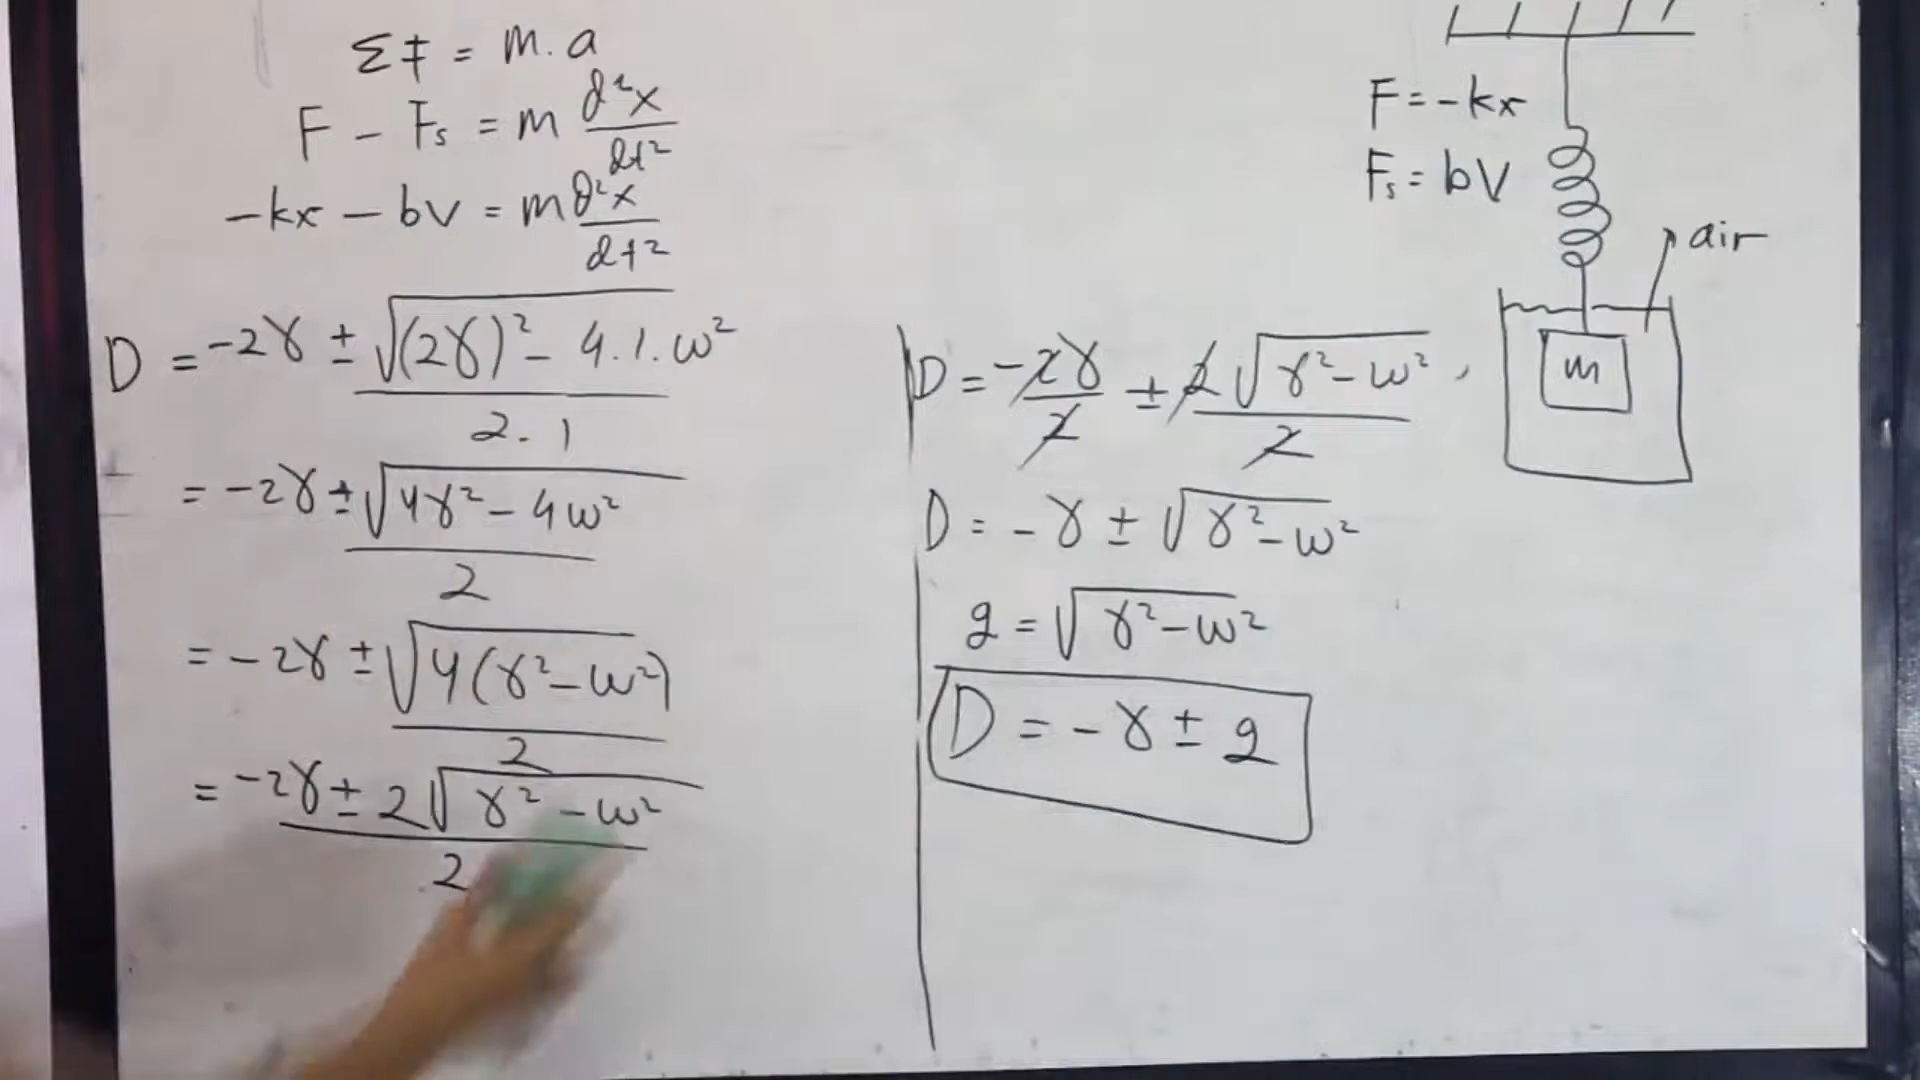 ΣF = m.a
F - Fs = m d²x/dt²
-kx - bV = m∂²x/dt²
D = -2γ ± √(2γ)² - 4.1.ω² / 2.1
= -2γ ± √4γ² - 4ω² / 2
= -2γ ± √4(γ² - ω²) / 2
= -2γ ± 2√γ² - ω² / 2
D = -2γ/2 ± 2√γ² - ω² / 2 ,
D = -γ ± √γ² - ω²
g = √γ² - ω²
D = -γ ± g
F = -kx
Fs = bV
air
m